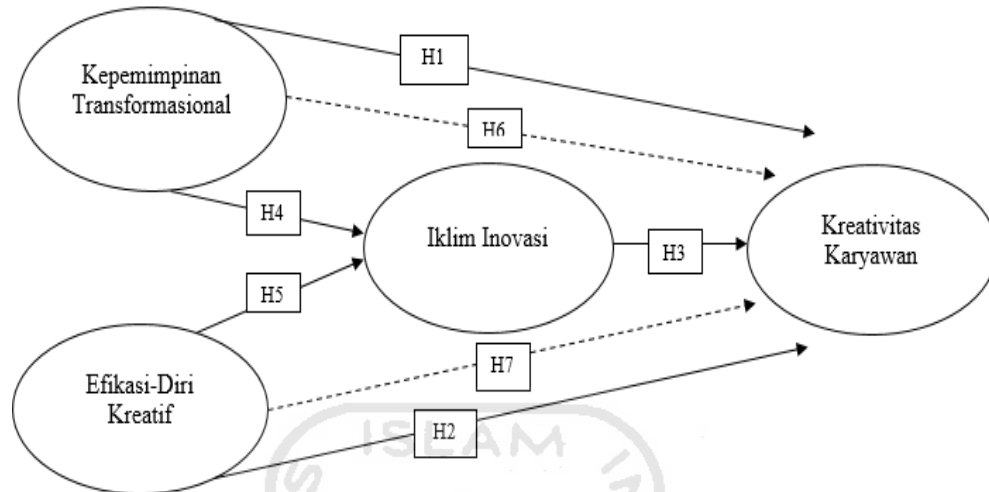 H1
Kepemimpinan
Transformasional
H6
H4
Iklim Inovasi
Kreativitas
Karyawan
H3
H5
H7
Efikasi-Diri
Kreatif
H2
ISLAM